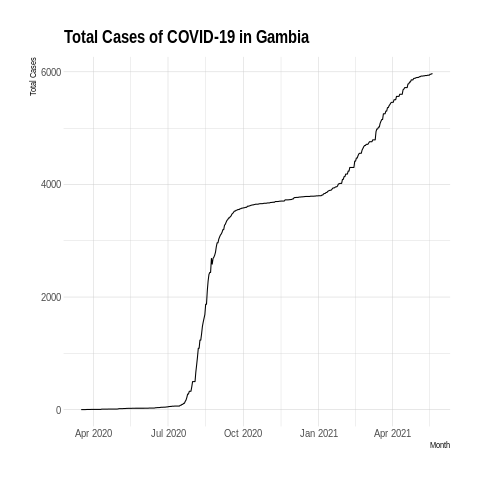 Total Cases of COVID-19 in Gambia
Total Cases
6000
4000
2000
0
Apr 2020 Jul 2020 Oct 2020 Jan 2021 Apr 2021
Month